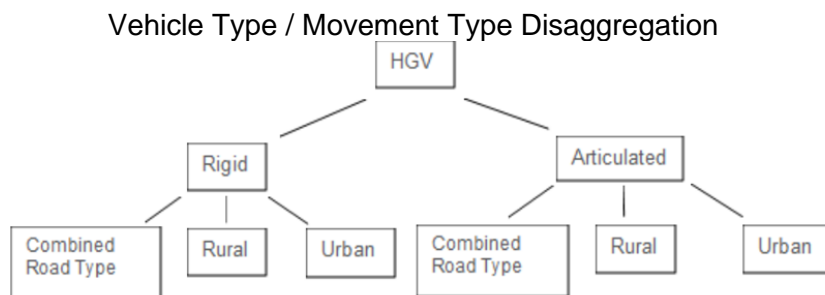 Vehicle Type / Movement Type Disaggregation
HGV
Rigid
Articulated
Combined
Road Type
Rural
Urban
Combined
Road Type
Rural
Urban